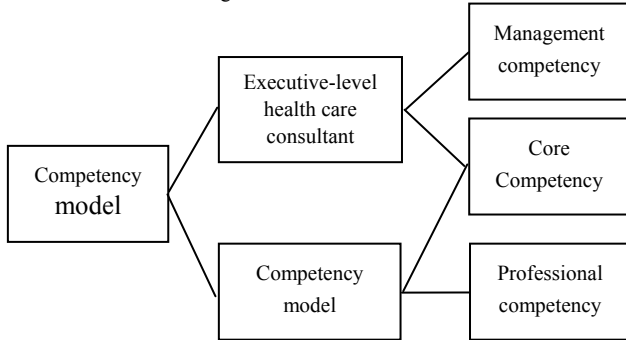 Management
competency
Executive-level
health care
consultant
Core
Competency
Competency
model
Competency
model
Professional
competency